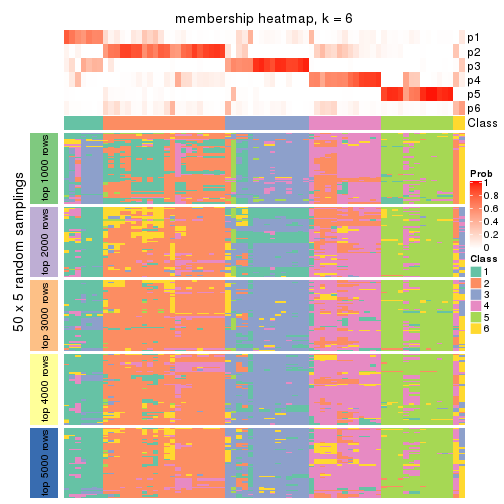 membership heatmap, k = 6
p1
p2
p3
p4
p5
p6
Class
50 x 5 random samplings
top 1000 rows
top 2000 rows
top 3000 rows
top 4000 rows
top 5000 rows
Prob
1
0.8
0.6
0.4
0.2
0
Class
1
2
3
4
5
6